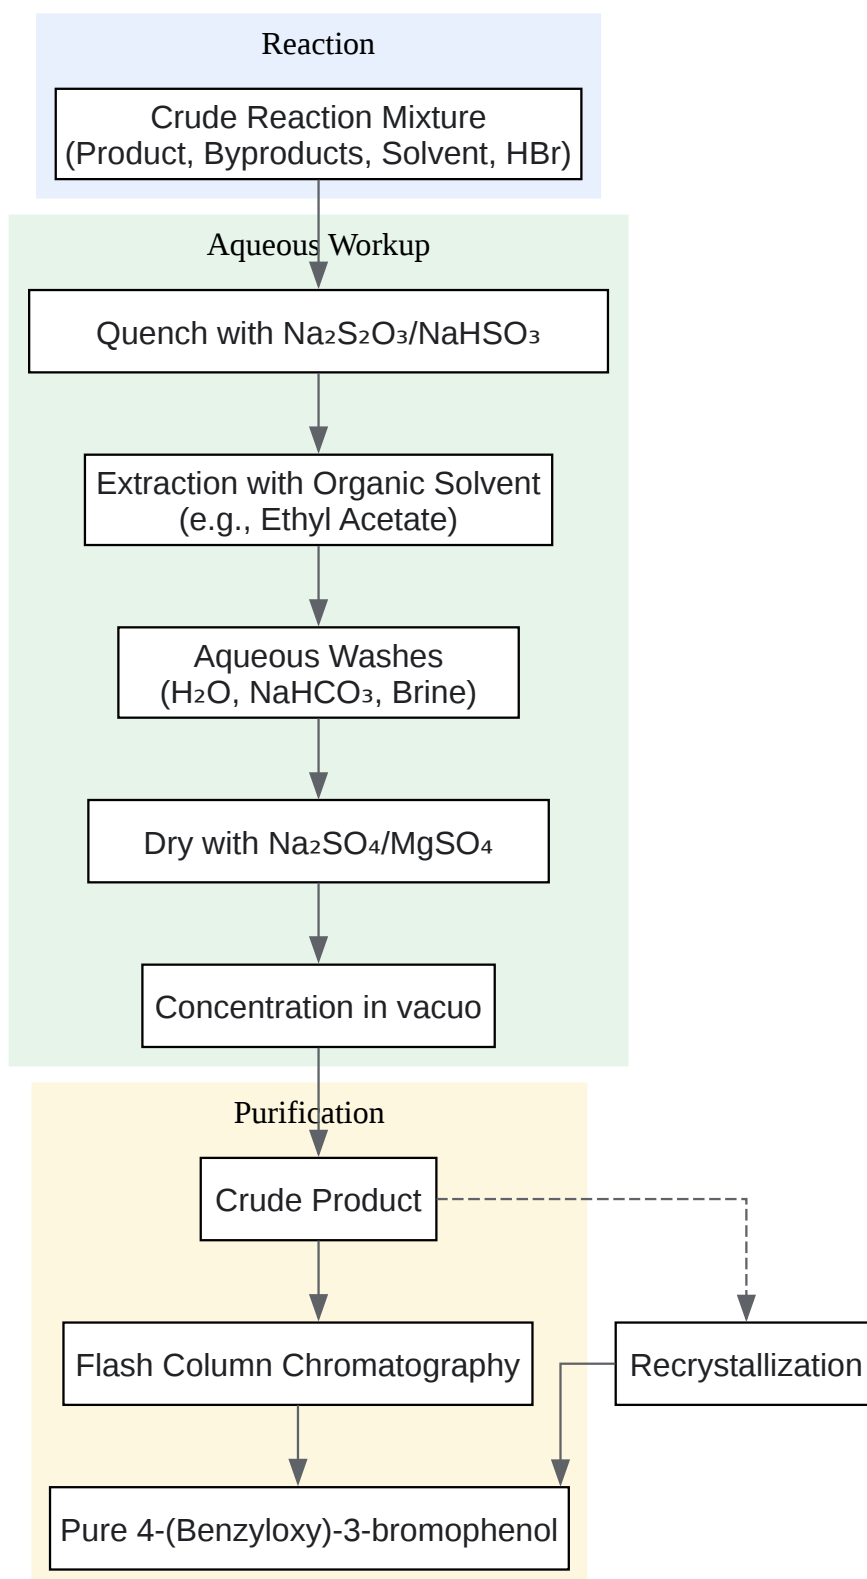 Reaction
Crude Reaction Mixture
(Product, Byproducts, Solvent, HBr)
Aqueous Workup
Quench with Na₂S₂O₃/NaHSO₃
Extraction with Organic Solvent
(e.g., Ethyl Acetate)
Aqueous Washes
(H₂O, NaHCO₃, Brine)
Dry with Na₂SO₄/MgSO₄
Concentration in vacuo
Purification
Crude Product
Flash Column Chromatography
Recrystallization
Pure 4-(Benzyloxy)-3-bromophenol